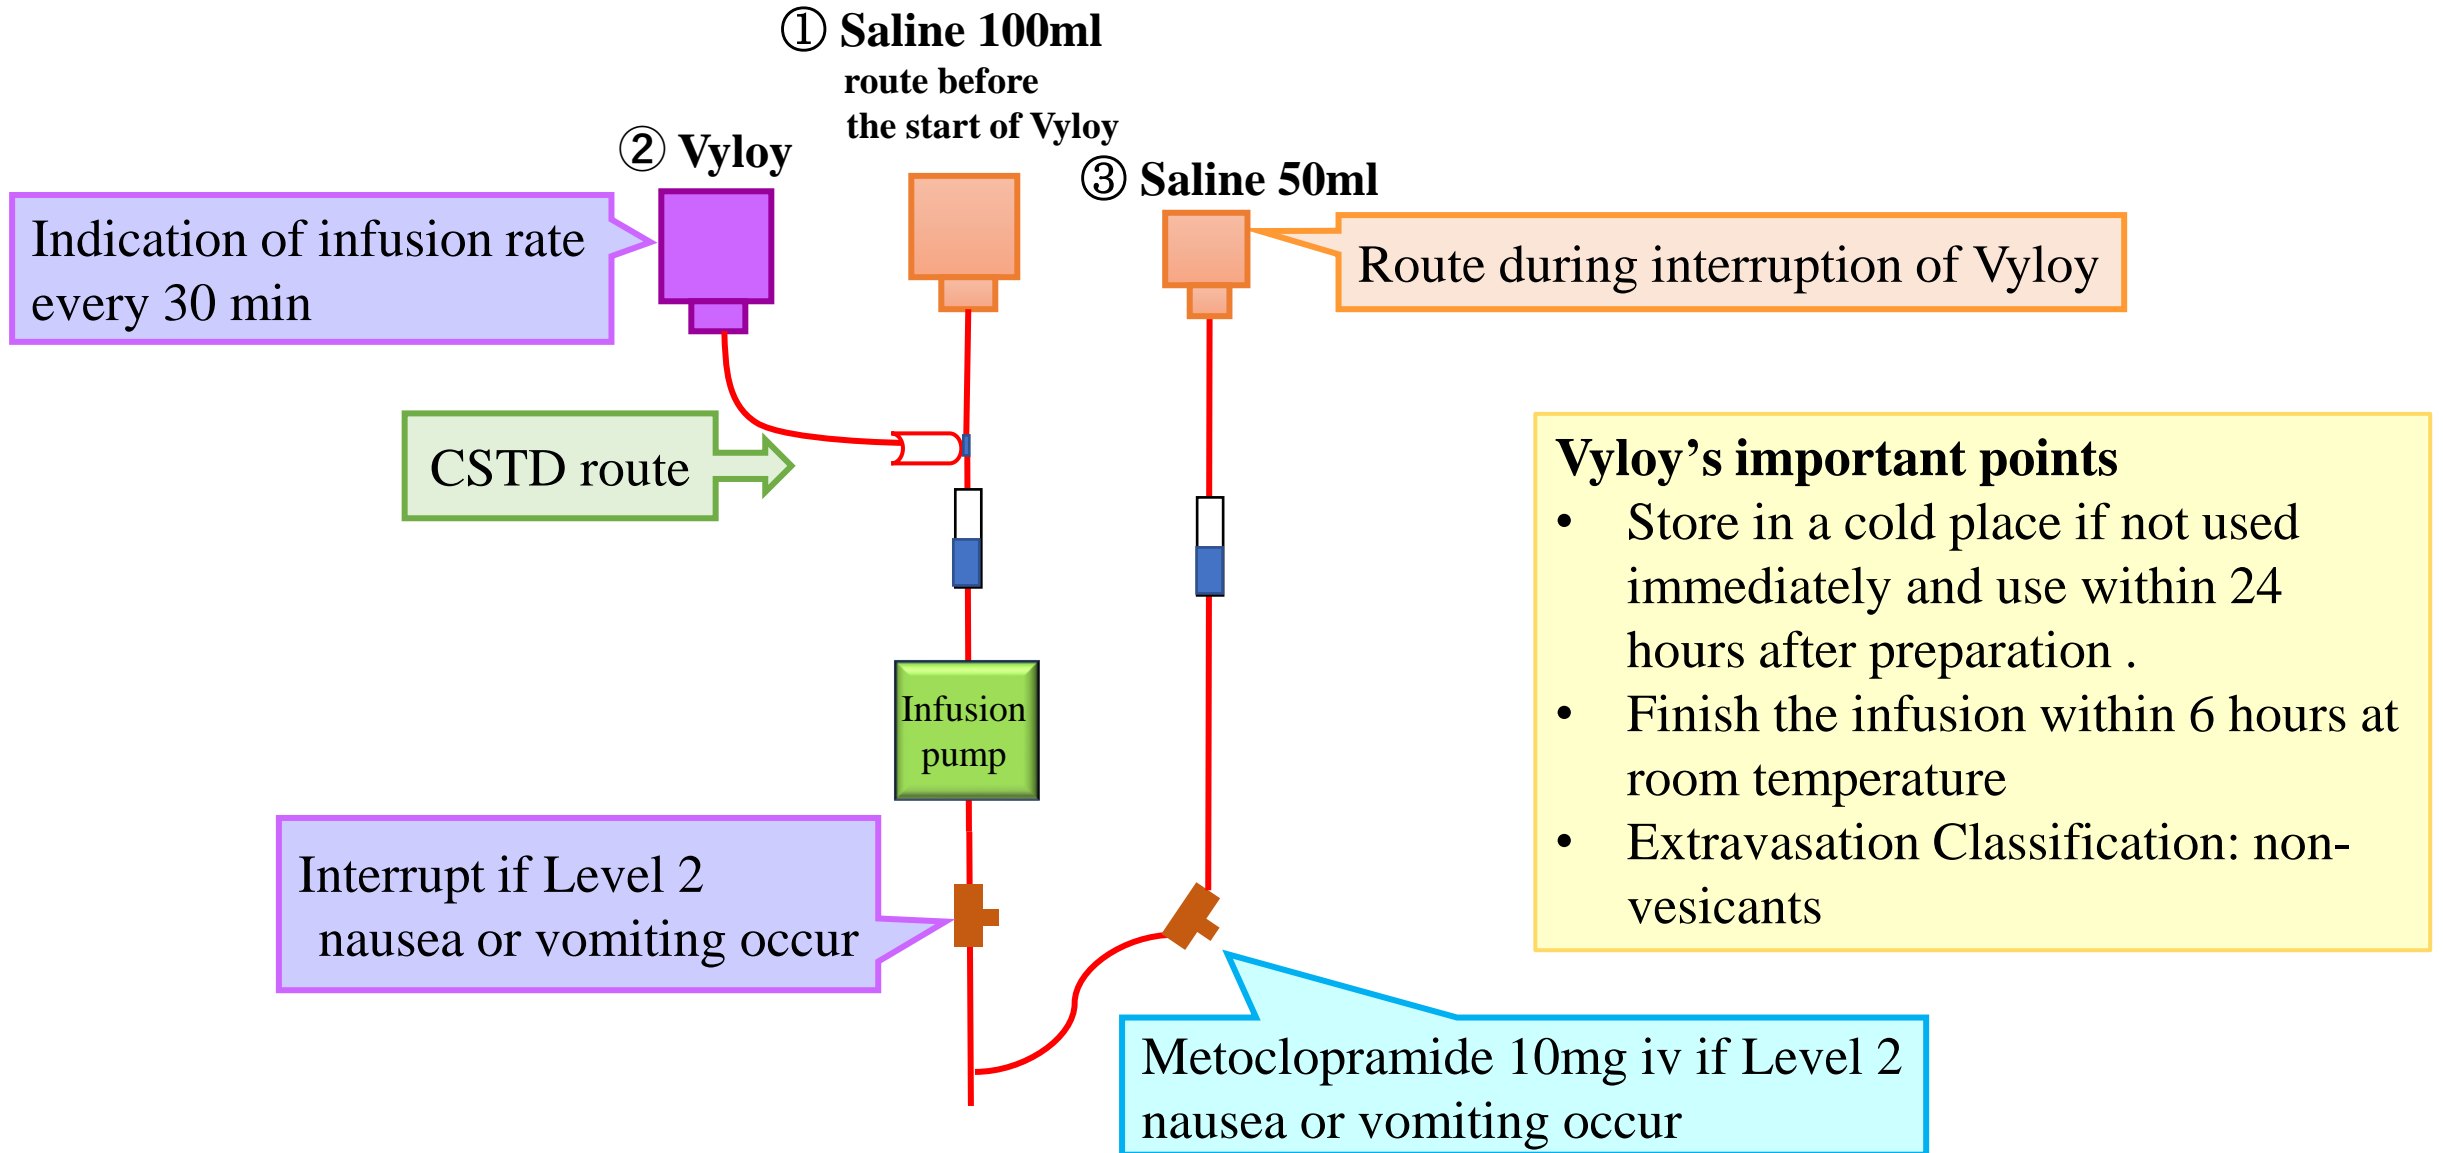 ① Saline 100ml
route before
the start of Vyloy
② Vyloy
③ Saline 50ml
Indication of infusion rate
every 30 min
Route during interruption of Vyloy
CSTD route
Vyloy’s important points
• Store in a cold place if not used
immediately and use within 24
hours after preparation .
• Finish the infusion within 6 hours at
room temperature
• Extravasation Classification: non-
vesicants
Infusion
pump
Interrupt if Level 2
nausea or vomiting occur
Metoclopramide 10mg iv if Level 2
nausea or vomiting occur